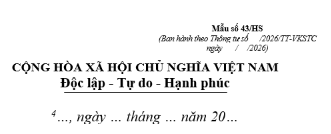 Mẫu số 43/HS
(Ban hành theo Thông tư số /2026/TT-VKSTC
ngày / /2026)
CỘNG HÒA XÃ HỘI CHỦ NGHĨA VIỆT NAM
Độc lập - Tự do - Hạnh phúc
4..., ngày ... tháng ... năm 20...